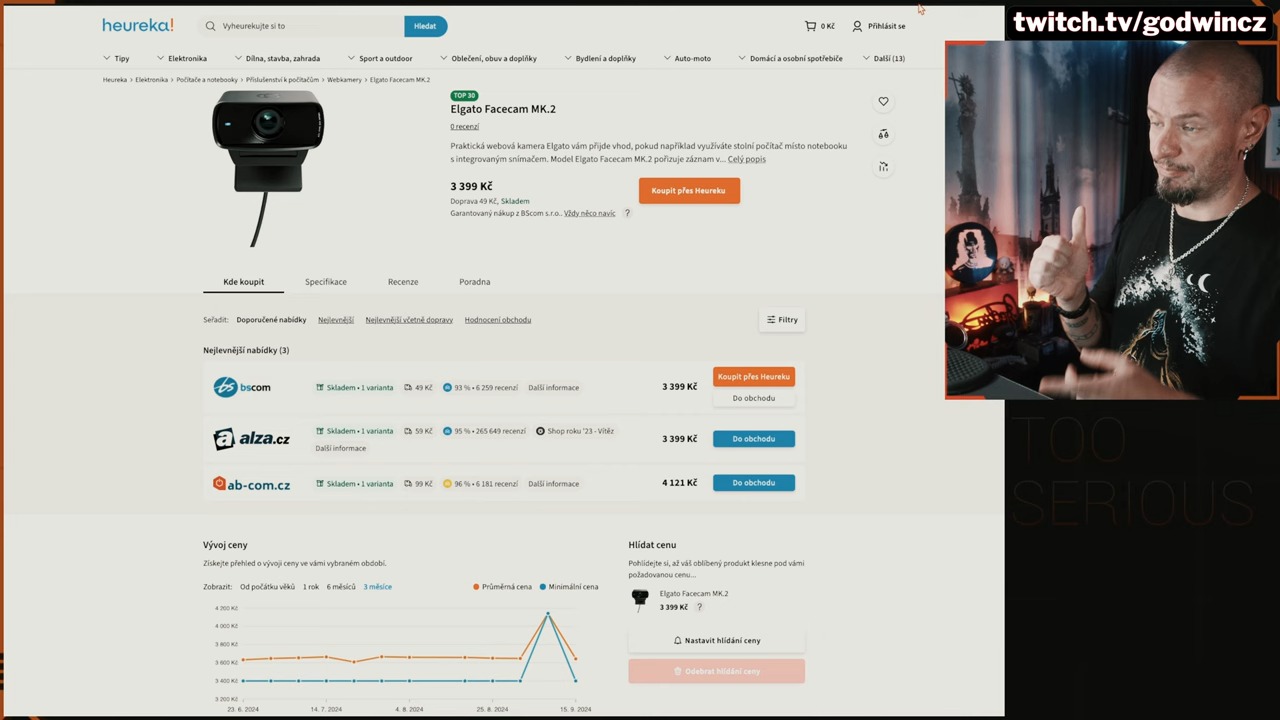 twitch.tv/godwincz
heureka!
Vyheurekujte si to
Hledat
0 Kč
Přihlásit se
Tipy
Elektronika
Dílna, stavba, zahrada
Sport a outdoor
Oblečení, obuv a doplňky
Bydlení a doplňky
Auto-moto
Domácí a osobní spotřebiče
Další (13)
Heureka
Elektronika
Počítače a notebooky
Příslušenství k počítačům
Webkamery
Elgato Facecam MK.2
TOP 30
Elgato Facecam MK.2
0 recenzí
Praktická webová kamera Elgato vám přijde vhod, pokud například využíváte stolní počítač místo notebooku
s integrovaným snímačem. Model Elgato Facecam MK.2 pořizuje záznam v... Celý popis
3 399 Kč
Doprava 49 Kč, Skladem
Garantovaný nákup z BScom s.r.o.. Vždy něco navíc ?
Koupit přes Heureku
Kde koupit
Specifikace
Recenze
Poradna
Seřadit: Doporučené nabídky Nejlevnější Nejlevnější včetně dopravy Hodnocení obchodu
Filtry
Nejlevnější nabídky (3)
bs bscom
Skladem • 1 varianta
49 Kč
93 % • 6 259 recenzí
Další informace
3 399 Kč
Koupit přes Heureku
Do obchodu
a alza.cz
Skladem • 1 varianta
59 Kč
95 % • 265 649 recenzí
Shop roku '23 - Vítěz
Další informace
3 399 Kč
Do obchodu
ab-com.cz
Skladem • 1 varianta
99 Kč
96 % • 6 181 recenzí
Další informace
4 121 Kč
Do obchodu
TOO
SERIOUS
Vývoj ceny
Získejte přehled o vývoji ceny ve vámi vybraném období.
Zobrazit: Od počátku věků 1 rok 6 měsíců 3 měsíce
Průměrná cena
Minimální cena
4 200 Kč
4 000 Kč
3 800 Kč
3 600 Kč
3 400 Kč
3 200 Kč
23. 6. 2024
14. 7. 2024
4. 8. 2024
25. 8. 2024
15. 9. 2024
Hlídat cenu
Pohlídejte si, až váš oblíbený produkt klesne pod vámi
požadovanou cenu...
Elgato Facecam MK.2
3 399 Kč ?
Nastavit hlídání ceny
Odebrat hlídání ceny